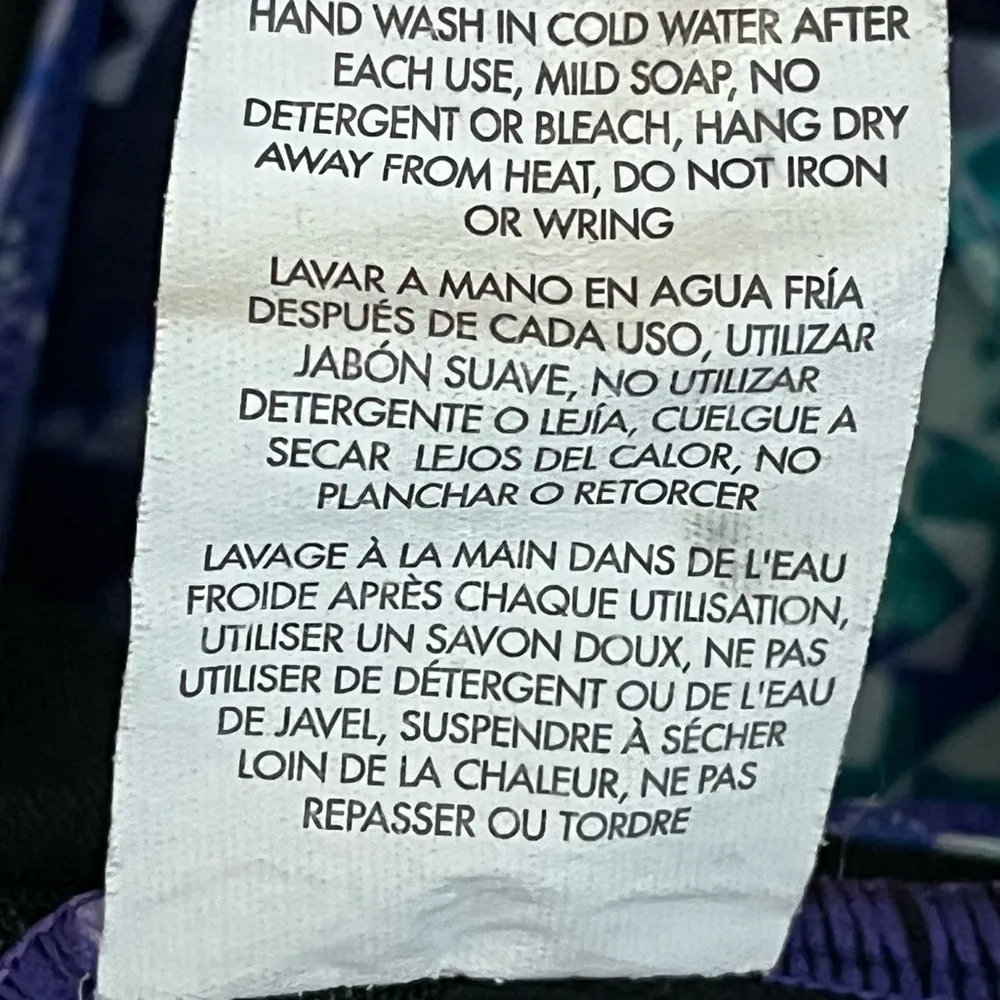 HAND WASH IN COLD WATER AFTER
EACH USE, MILD SOAP, NO
DETERGENT OR BLEACH, HANG DRY
AWAY FROM HEAT, DO NOT IRON
OR WRING
LAVAR A MANO EN AGUA FRÍA
DESPUÉS DE CADA USO, UTILIZAR
JABÓN SUAVE, NO UTILIZAR
DETERGENTE O LEJÍA, CUELGUE A
SECAR LEJOS DEL CALOR, NO
PLANCHAR O RETORCER
LAVAGE À LA MAIN DANS DE L'EAU
FROIDE APRÈS CHAQUE UTILISATION,
UTILISER UN SAVON DOUX, NE PAS
UTILISER DE DÉTERGENT OU DE L'EAU
DE JAVEL, SUSPENDRE À SÉCHER
LOIN DE LA CHALEUR, NE PAS
REPASSER OU TORDRE